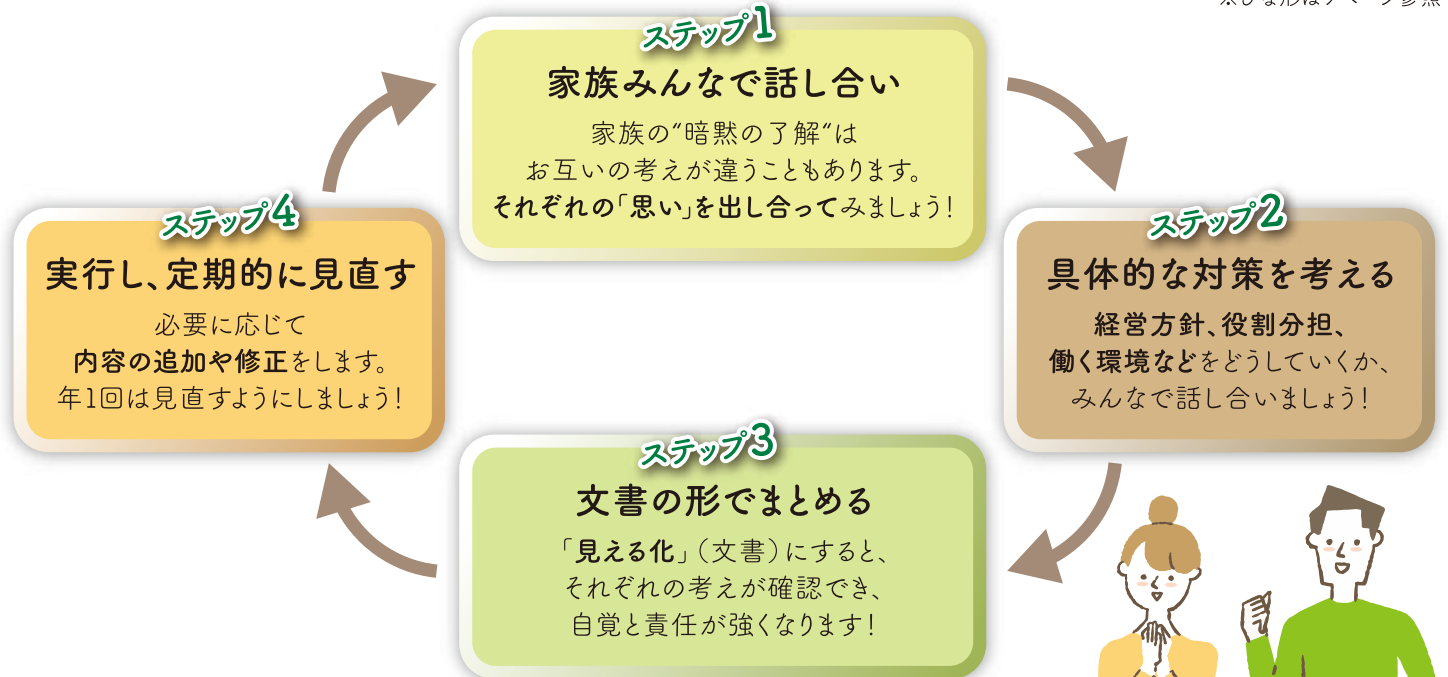 ステップ1
家族みんなで話し合い
家族の“暗黙の了解“は
お互いの考えが違うこともあります。
それぞれの「思い」を出し合ってみましょう!
ステップ2
具体的な対策を考える
経営方針、役割分担、
働く環境などをどうしていくか、
みんなで話し合いましょう!
ステップ3
文書の形でまとめる
「見える化」(文書)にすると、
それぞれの考えが確認でき、
自覚と責任が強くなります!
ステップ4
実行し、定期的に見直す
必要に応じて
内容の追加や修正をします。
年1回は見直すようにしましょう!